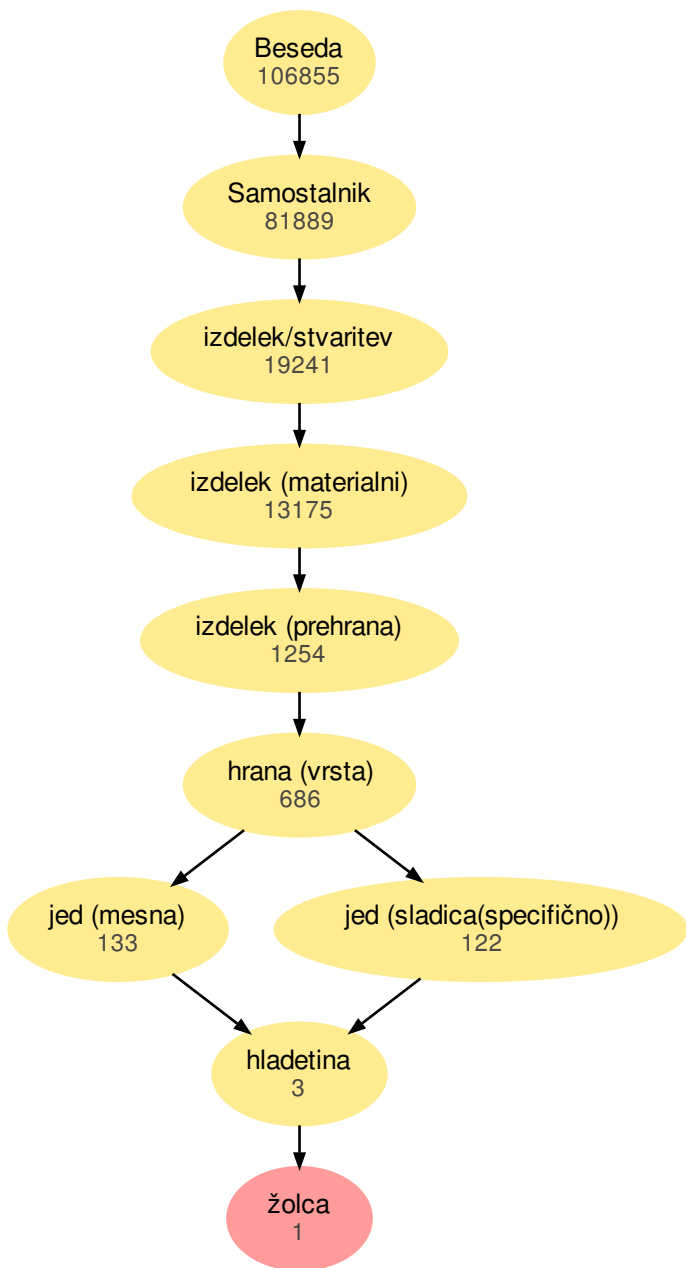 Beseda
106855
Samostalnik
81889
izdelek/stvaritev
19241
izdelek (materialni)
13175
izdelek (prehrana)
1254
hrana (vrsta)
686
jed (mesna)
133
jed (sladica(specifično))
122
hladetina
3
žolca
1